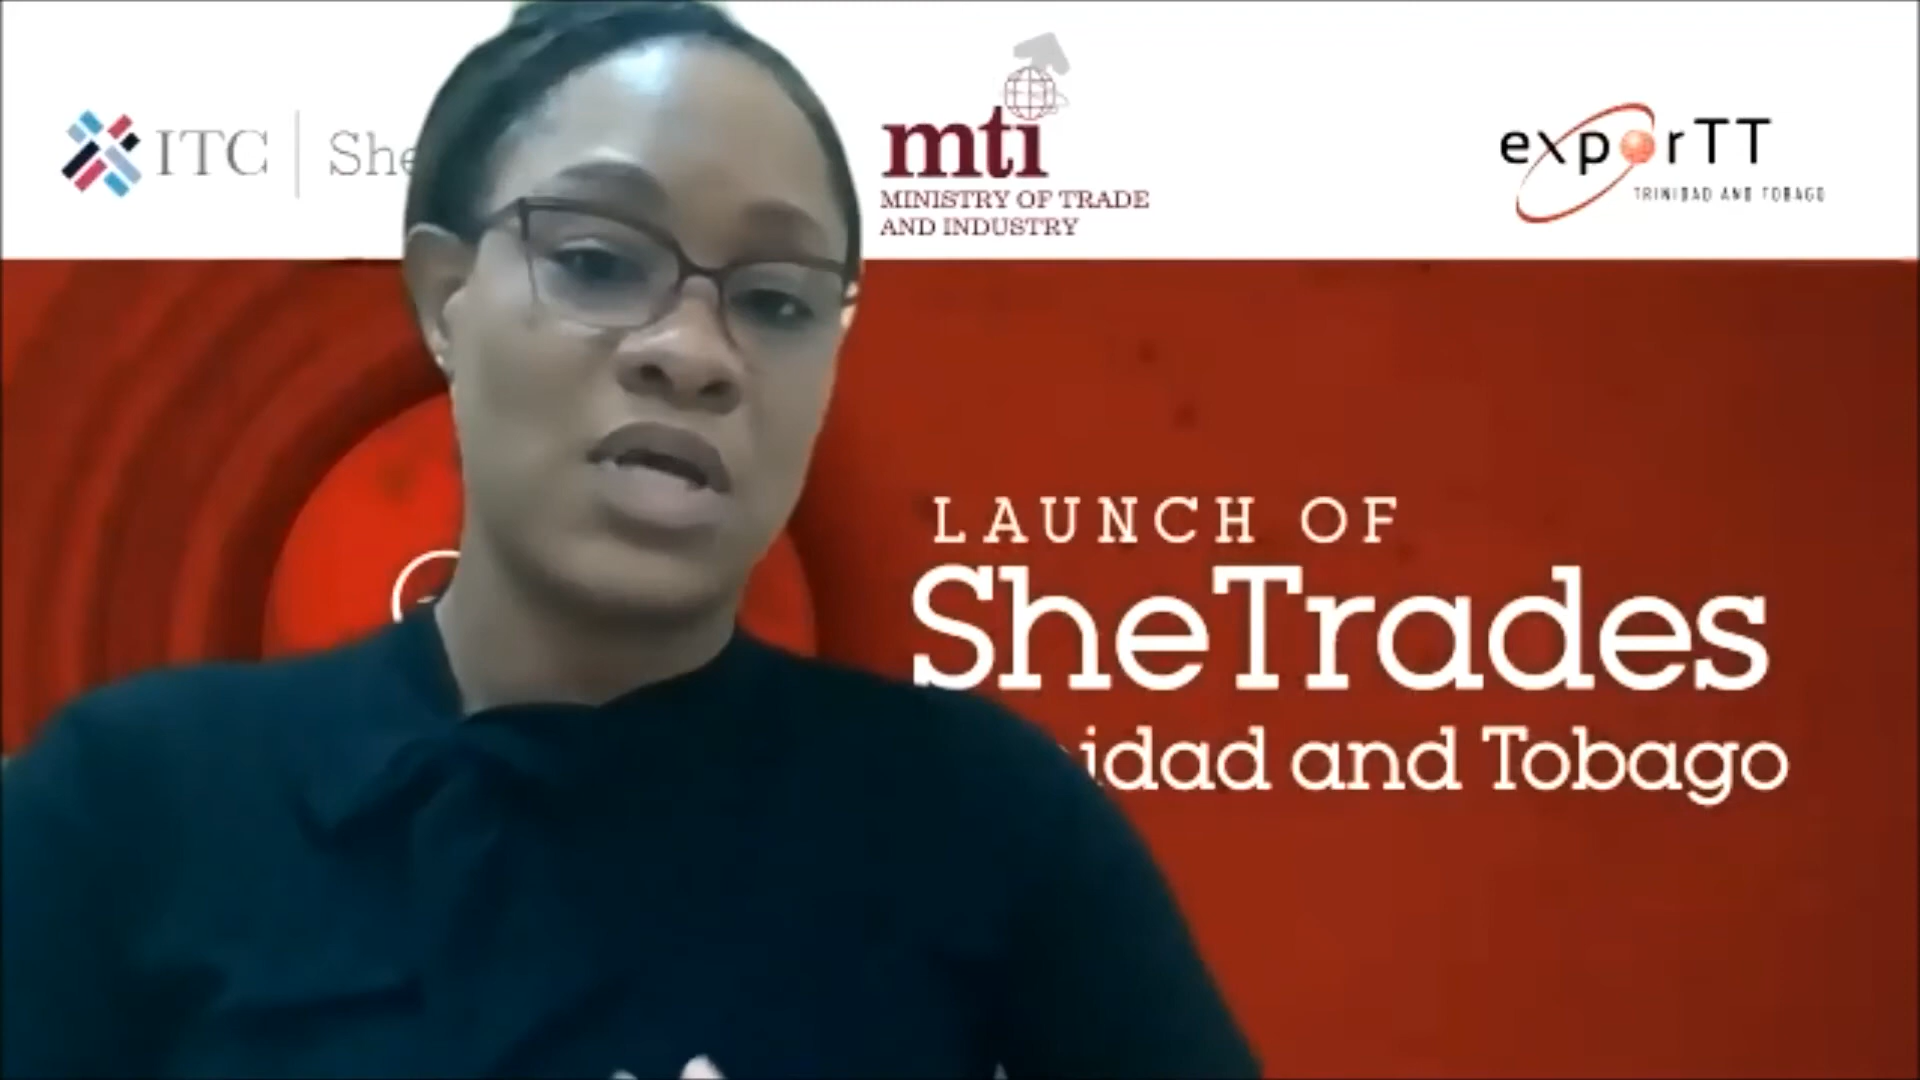 ITC | She
mti
MINISTRY OF TRADE
AND INDUSTRY
exporTT
TRINIDAD AND TOBAGO
LAUNCH OF
SheTrades
idad and Tobago